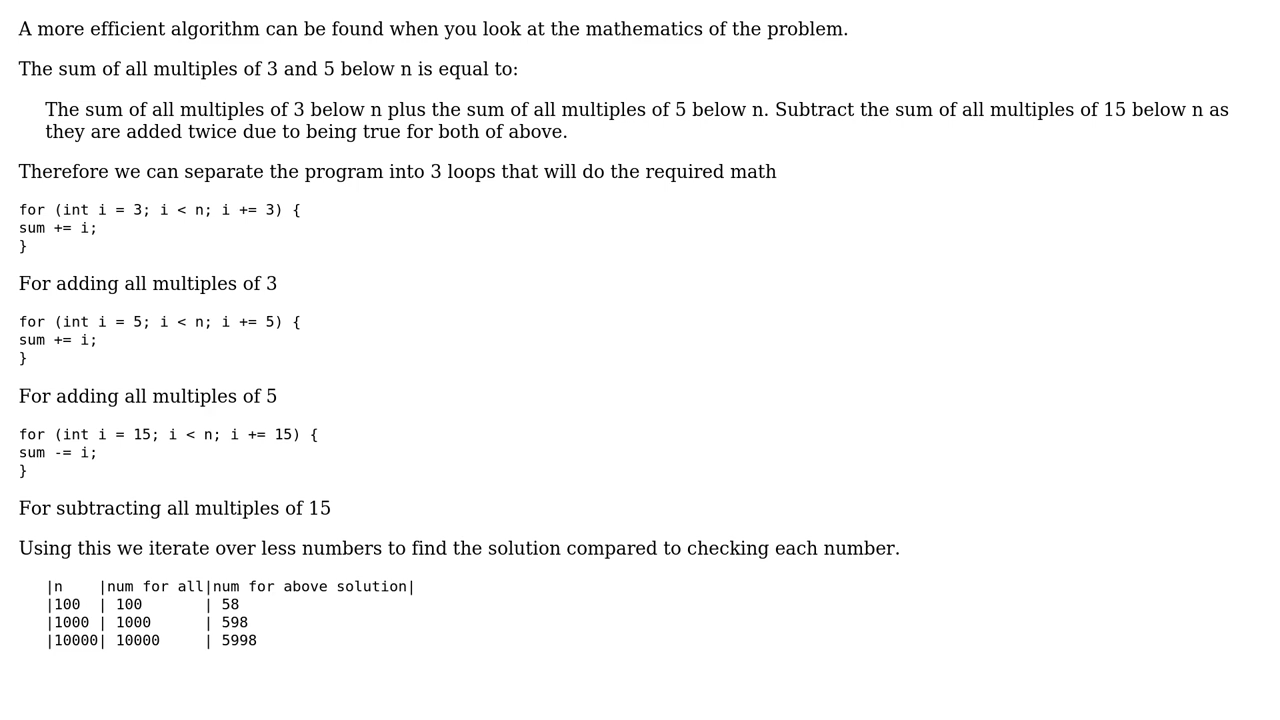 A more efficient algorithm can be found when you look at the mathematics of the problem.
The sum of all multiples of 3 and 5 below n is equal to:
The sum of all multiples of 3 below n plus the sum of all multiples of 5 below n. Subtract the sum of all multiples of 15 below n as
they are added twice due to being true for both of above.
Therefore we can separate the program into 3 loops that will do the required math
for (int i = 3; i < n; i += 3) {
sum += i;
}
For adding all multiples of 3
for (int i = 5; i < n; i += 5) {
sum += i;
}
For adding all multiples of 5
for (int i = 15; i < n; i += 15) {
sum -= i;
}
For subtracting all multiples of 15
Using this we iterate over less numbers to find the solution compared to checking each number.
|n    |num for all|num for above solution|
|100  | 100       | 58
|1000 | 1000      | 598
|10000| 10000     | 5998